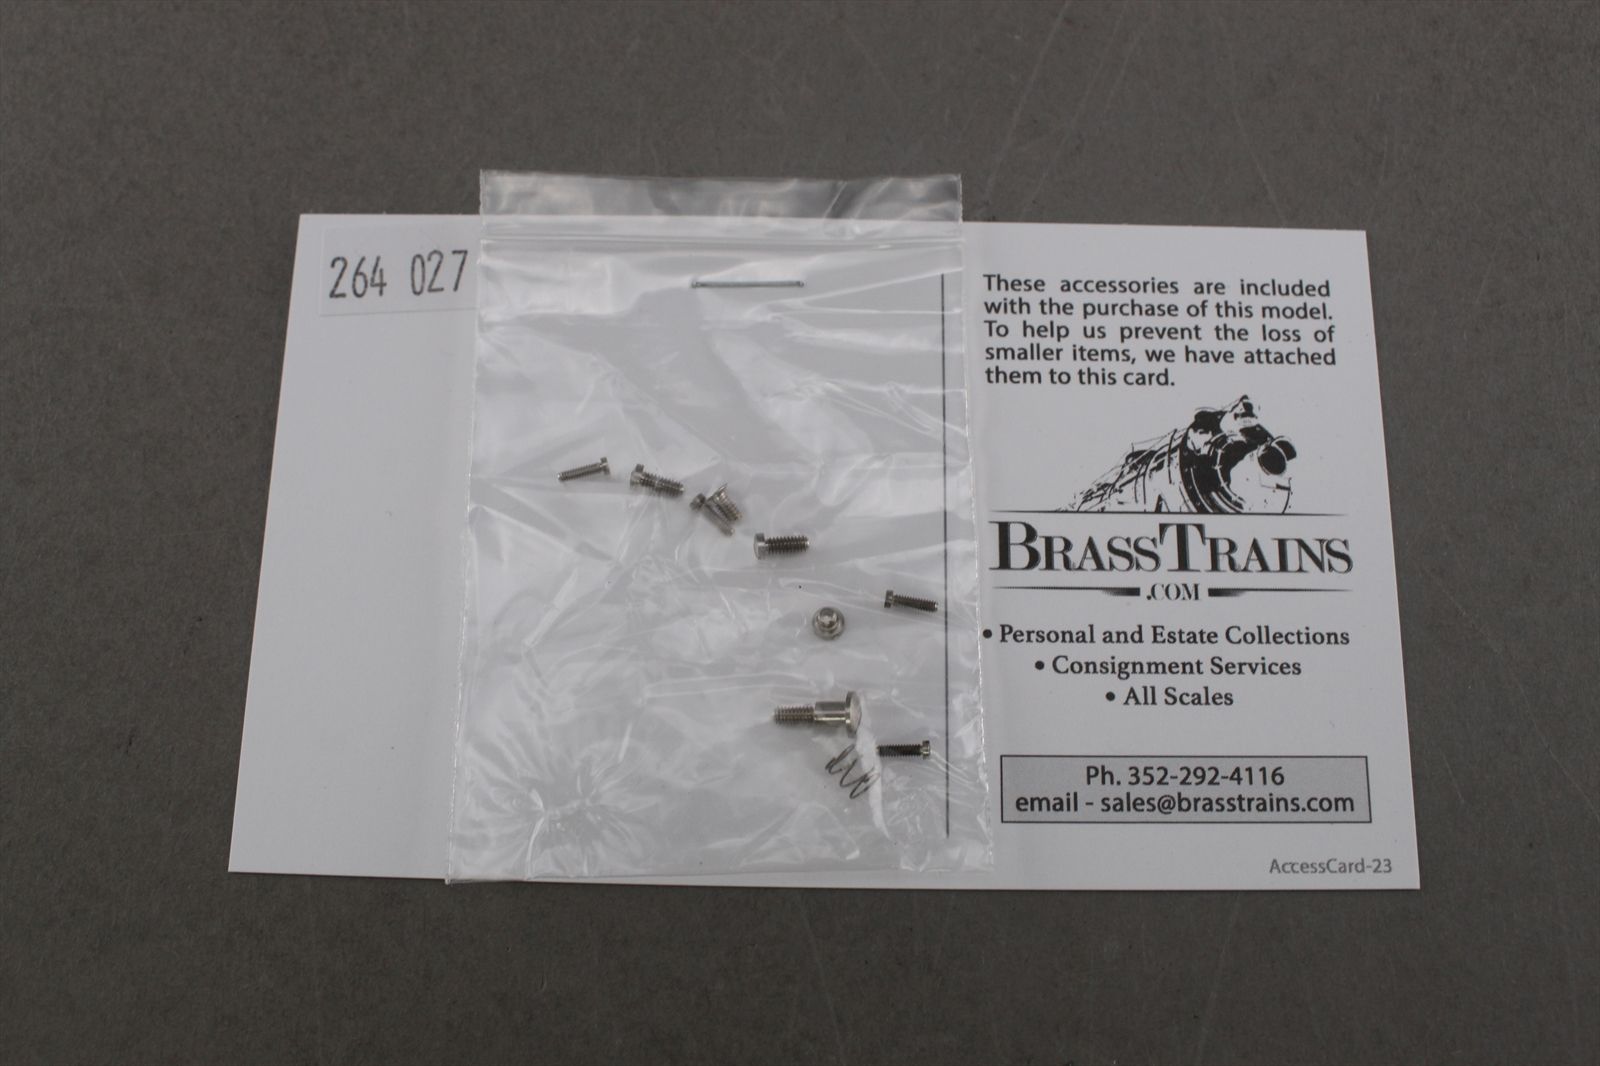 264 027
These accessories are included
with the purchase of this model.
To help us prevent the loss of
smaller items, we have attached
them to this card.
BRASSTRAINS
.COM
• Personal and Estate Collections
• Consignment Services
• All Scales
Ph. 352-292-4116
email - sales@brasstrains.com
AccessCard-23